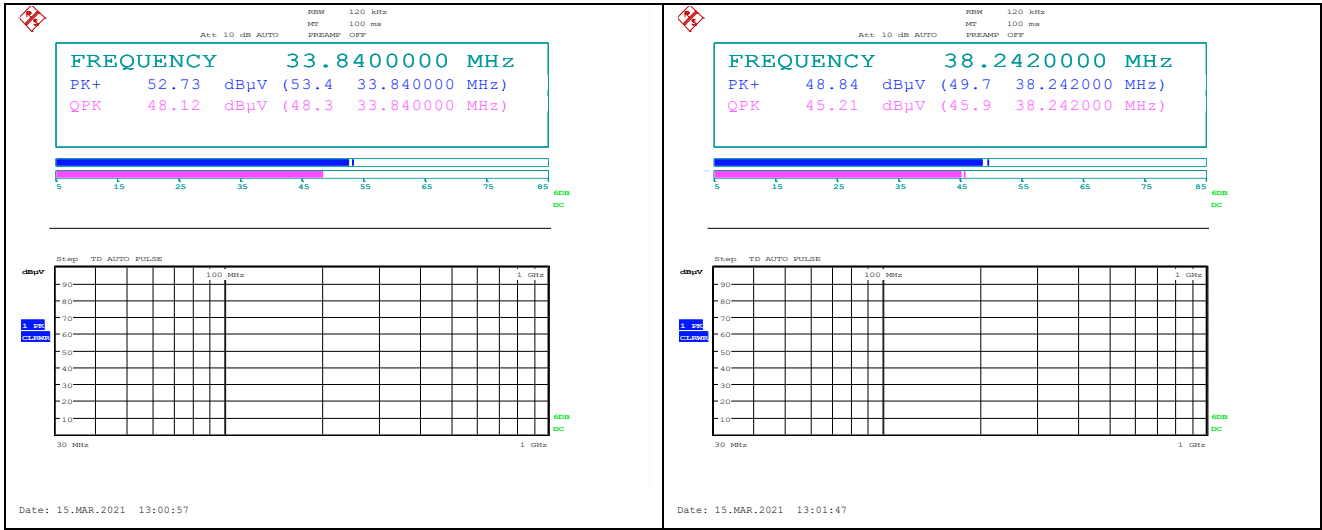 RBW 120 kHz
MT 100 ms
Att 10 dB AUTO PREAMP OFF
FREQUENCY 33.8400000 MHz
PK+ 52.73 dBµV (53.4 33.840000 MHz)
QPK 48.12 dBµV (48.3 33.840000 MHz)
5 15 25 35 45 55 65 75 85
6DB
DC
Step TD AUTO PULSE
dBµV
100 MHz 1 GHz
90
80
70
1 PK
60
CLRWR
50
40
30
20
10
6DB
DC
30 MHz 1 GHz
Date: 15.MAR.2021 13:00:57
RBW 120 kHz
MT 100 ms
Att 10 dB AUTO PREAMP OFF
FREQUENCY 38.2420000 MHz
PK+ 48.84 dBµV (49.7 38.242000 MHz)
QPK 45.21 dBµV (45.9 38.242000 MHz)
5 15 25 35 45 55 65 75 85
6DB
DC
Step TD AUTO PULSE
dBµV
100 MHz 1 GHz
90
80
70
1 PK
60
CLRWR
50
40
30
20
10
6DB
DC
30 MHz 1 GHz
Date: 15.MAR.2021 13:01:47